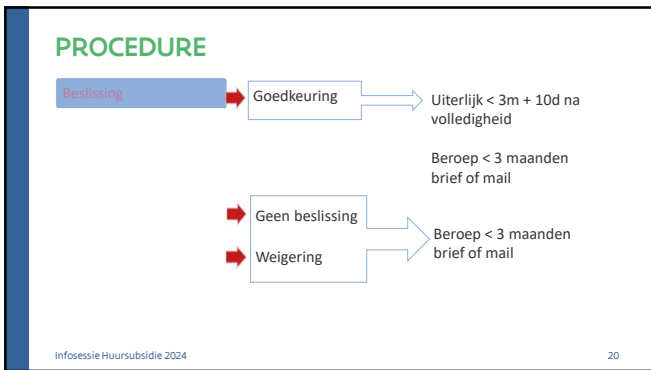 PROCEDURE
Beslissing
Goedkeuring
Uiterlijk < 3m + 10d na
volledigheid
Beroep < 3 maanden
brief of mail
Geen beslissing
Weigering
Beroep < 3 maanden
brief of mail
Infosessie Huursubsidie 2024
20